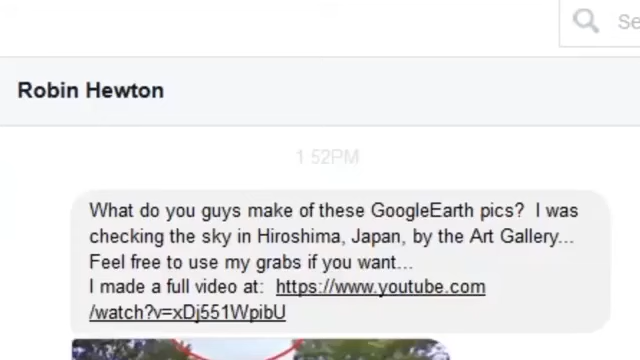 Se
Robin Hewton
1:52PM
What do you guys make of these GoogleEarth pics? I was
checking the sky in Hiroshima, Japan, by the Art Gallery...
Feel free to use my grabs if you want...
I made a full video at: https://www.youtube.com
/watch?v=xDj551WpibU